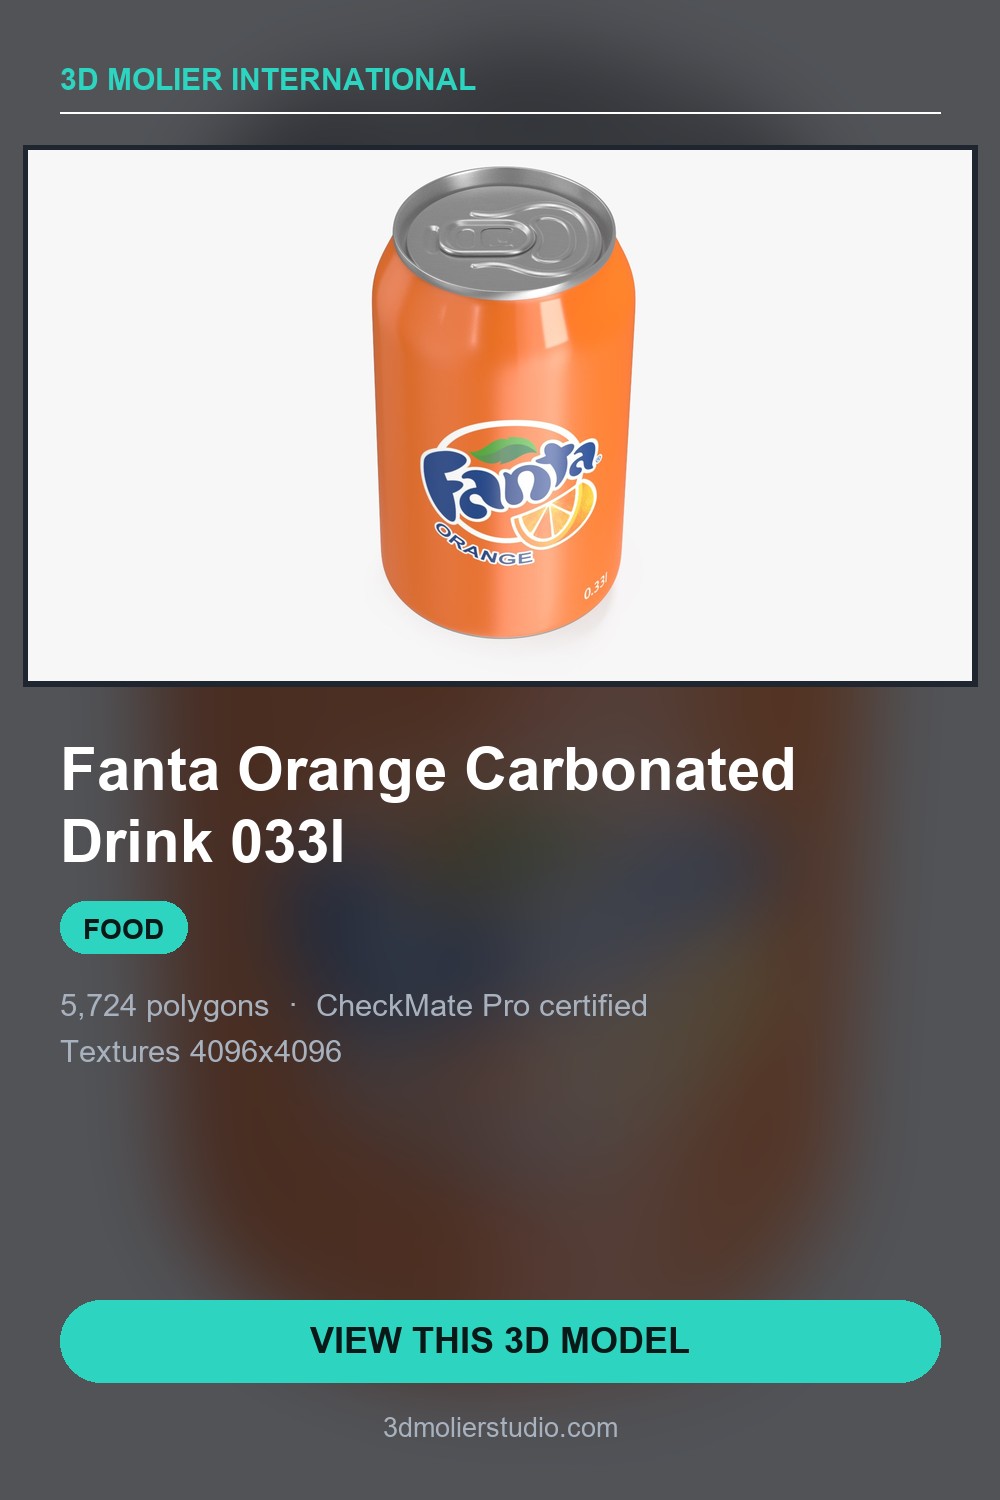 3D MOLIER INTERNATIONAL
Fanta
ORANGE
0.33l
Fanta Orange Carbonated
Drink 033l
FOOD
5,724 polygons · CheckMate Pro certified
Textures 4096x4096
VIEW THIS 3D MODEL
3dmolierstudio.com